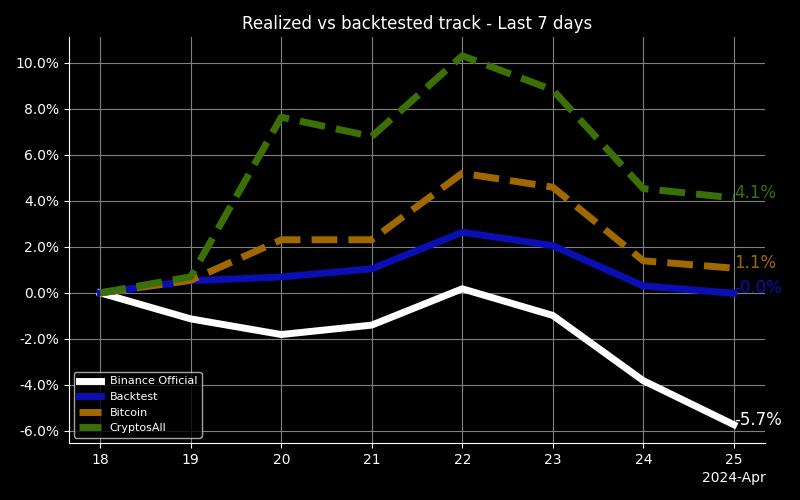 Realized vs backtested track - Last 7 days
10.0%
8.0%
6.0%
4.0%
2.0%
0.0%
-2.0%
-4.0%
-6.0%
4.1%
1.1%
-0.0%
-5.7%
Binance Official
Backtest
Bitcoin
CryptosAll
18 19 20 21 22 23 24 25
2024-Apr